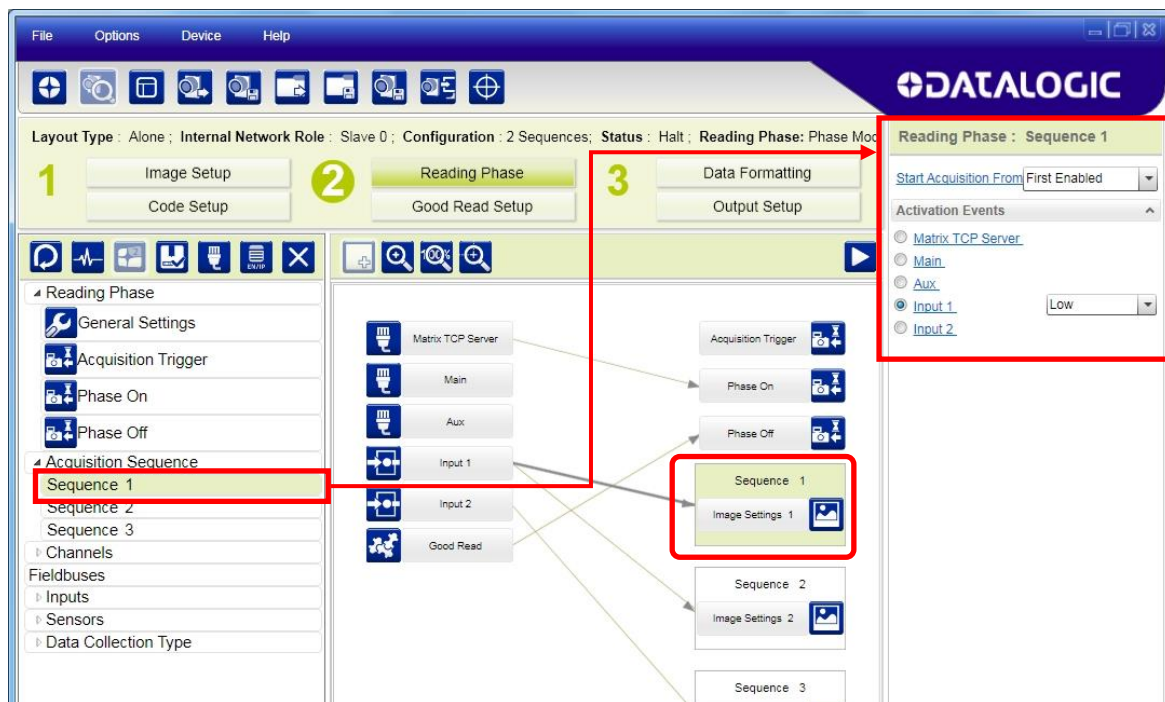 File Options Device Help
DATALOGIC
Layout Type : Alone ; Internal Network Role : Slave 0 ; Configuration : 2 Sequences; Status : Halt ; Reading Phase: Phase Mod
1
Image Setup
Code Setup
2
Reading Phase
Good Read Setup
3
Data Formatting
Output Setup
Reading Phase : Sequence 1
Start Acquisition From First Enabled
Activation Events
Matrix TCP Server
Main
Aux
Input 1 Low
Input 2
EN/IP
Reading Phase
General Settings
Acquisition Trigger
Phase On
Phase Off
Acquisition Sequence
Sequence 1
Sequence 2
Sequence 3
Channels
Fieldbuses
Inputs
Sensors
Data Collection Type
100%
Matrix TCP Server
Main
Aux
Input 1
Input 2
Good Read
Acquisition Trigger
Phase On
Phase Off
Sequence 1
Image Settings 1
Sequence 2
Image Settings 2
Sequence 3